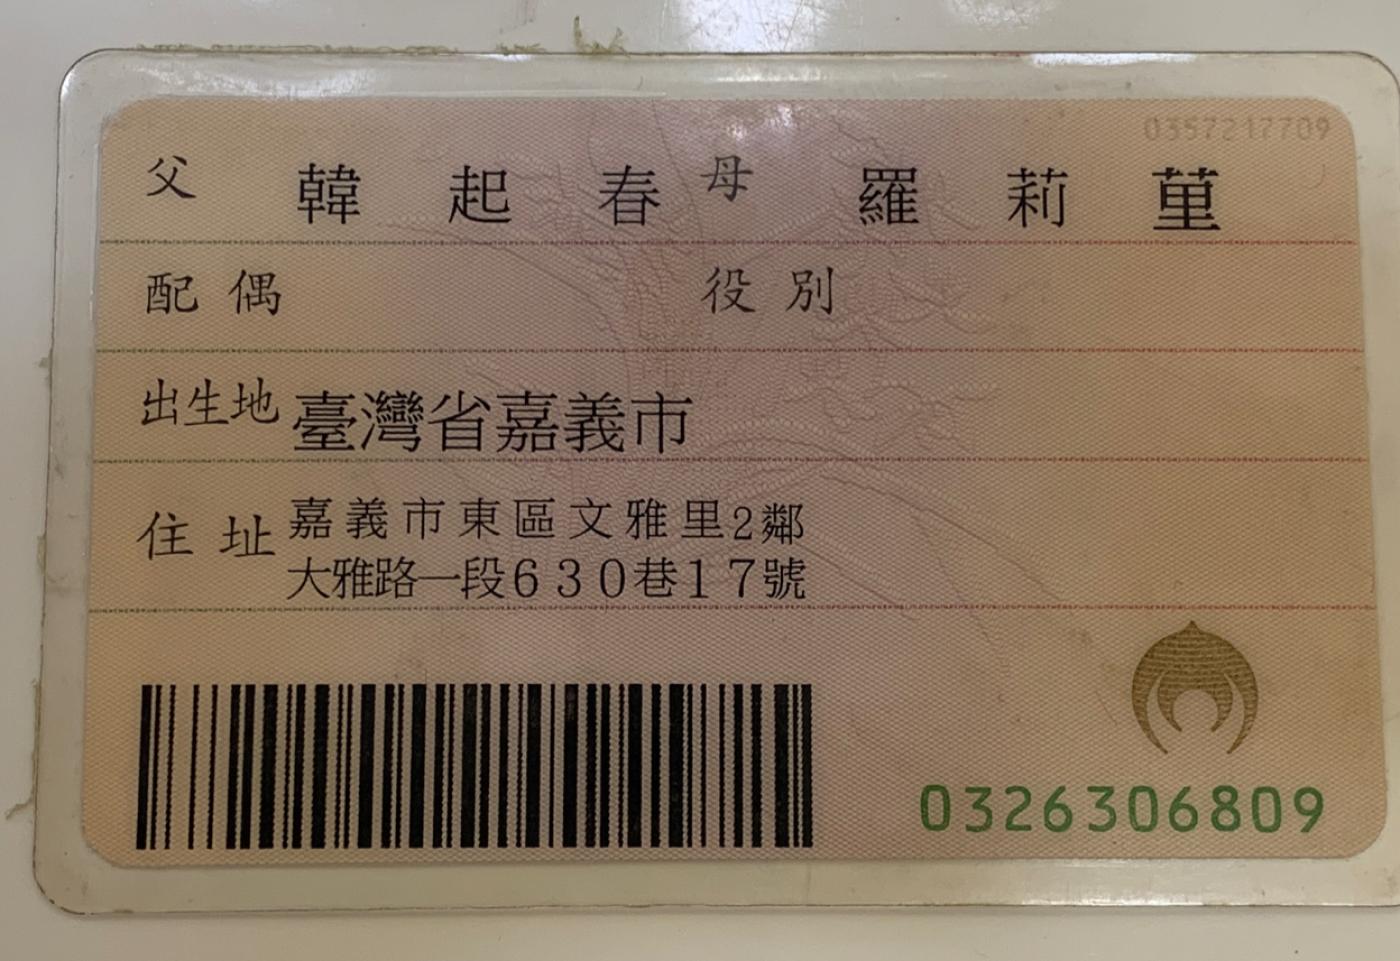 0357217709
父 韓起春 母 羅莉菫
配偶 役別
出生地 臺灣省嘉義市
住址 嘉義市東區文雅里2鄰
大雅路一段630巷17號
0326306809